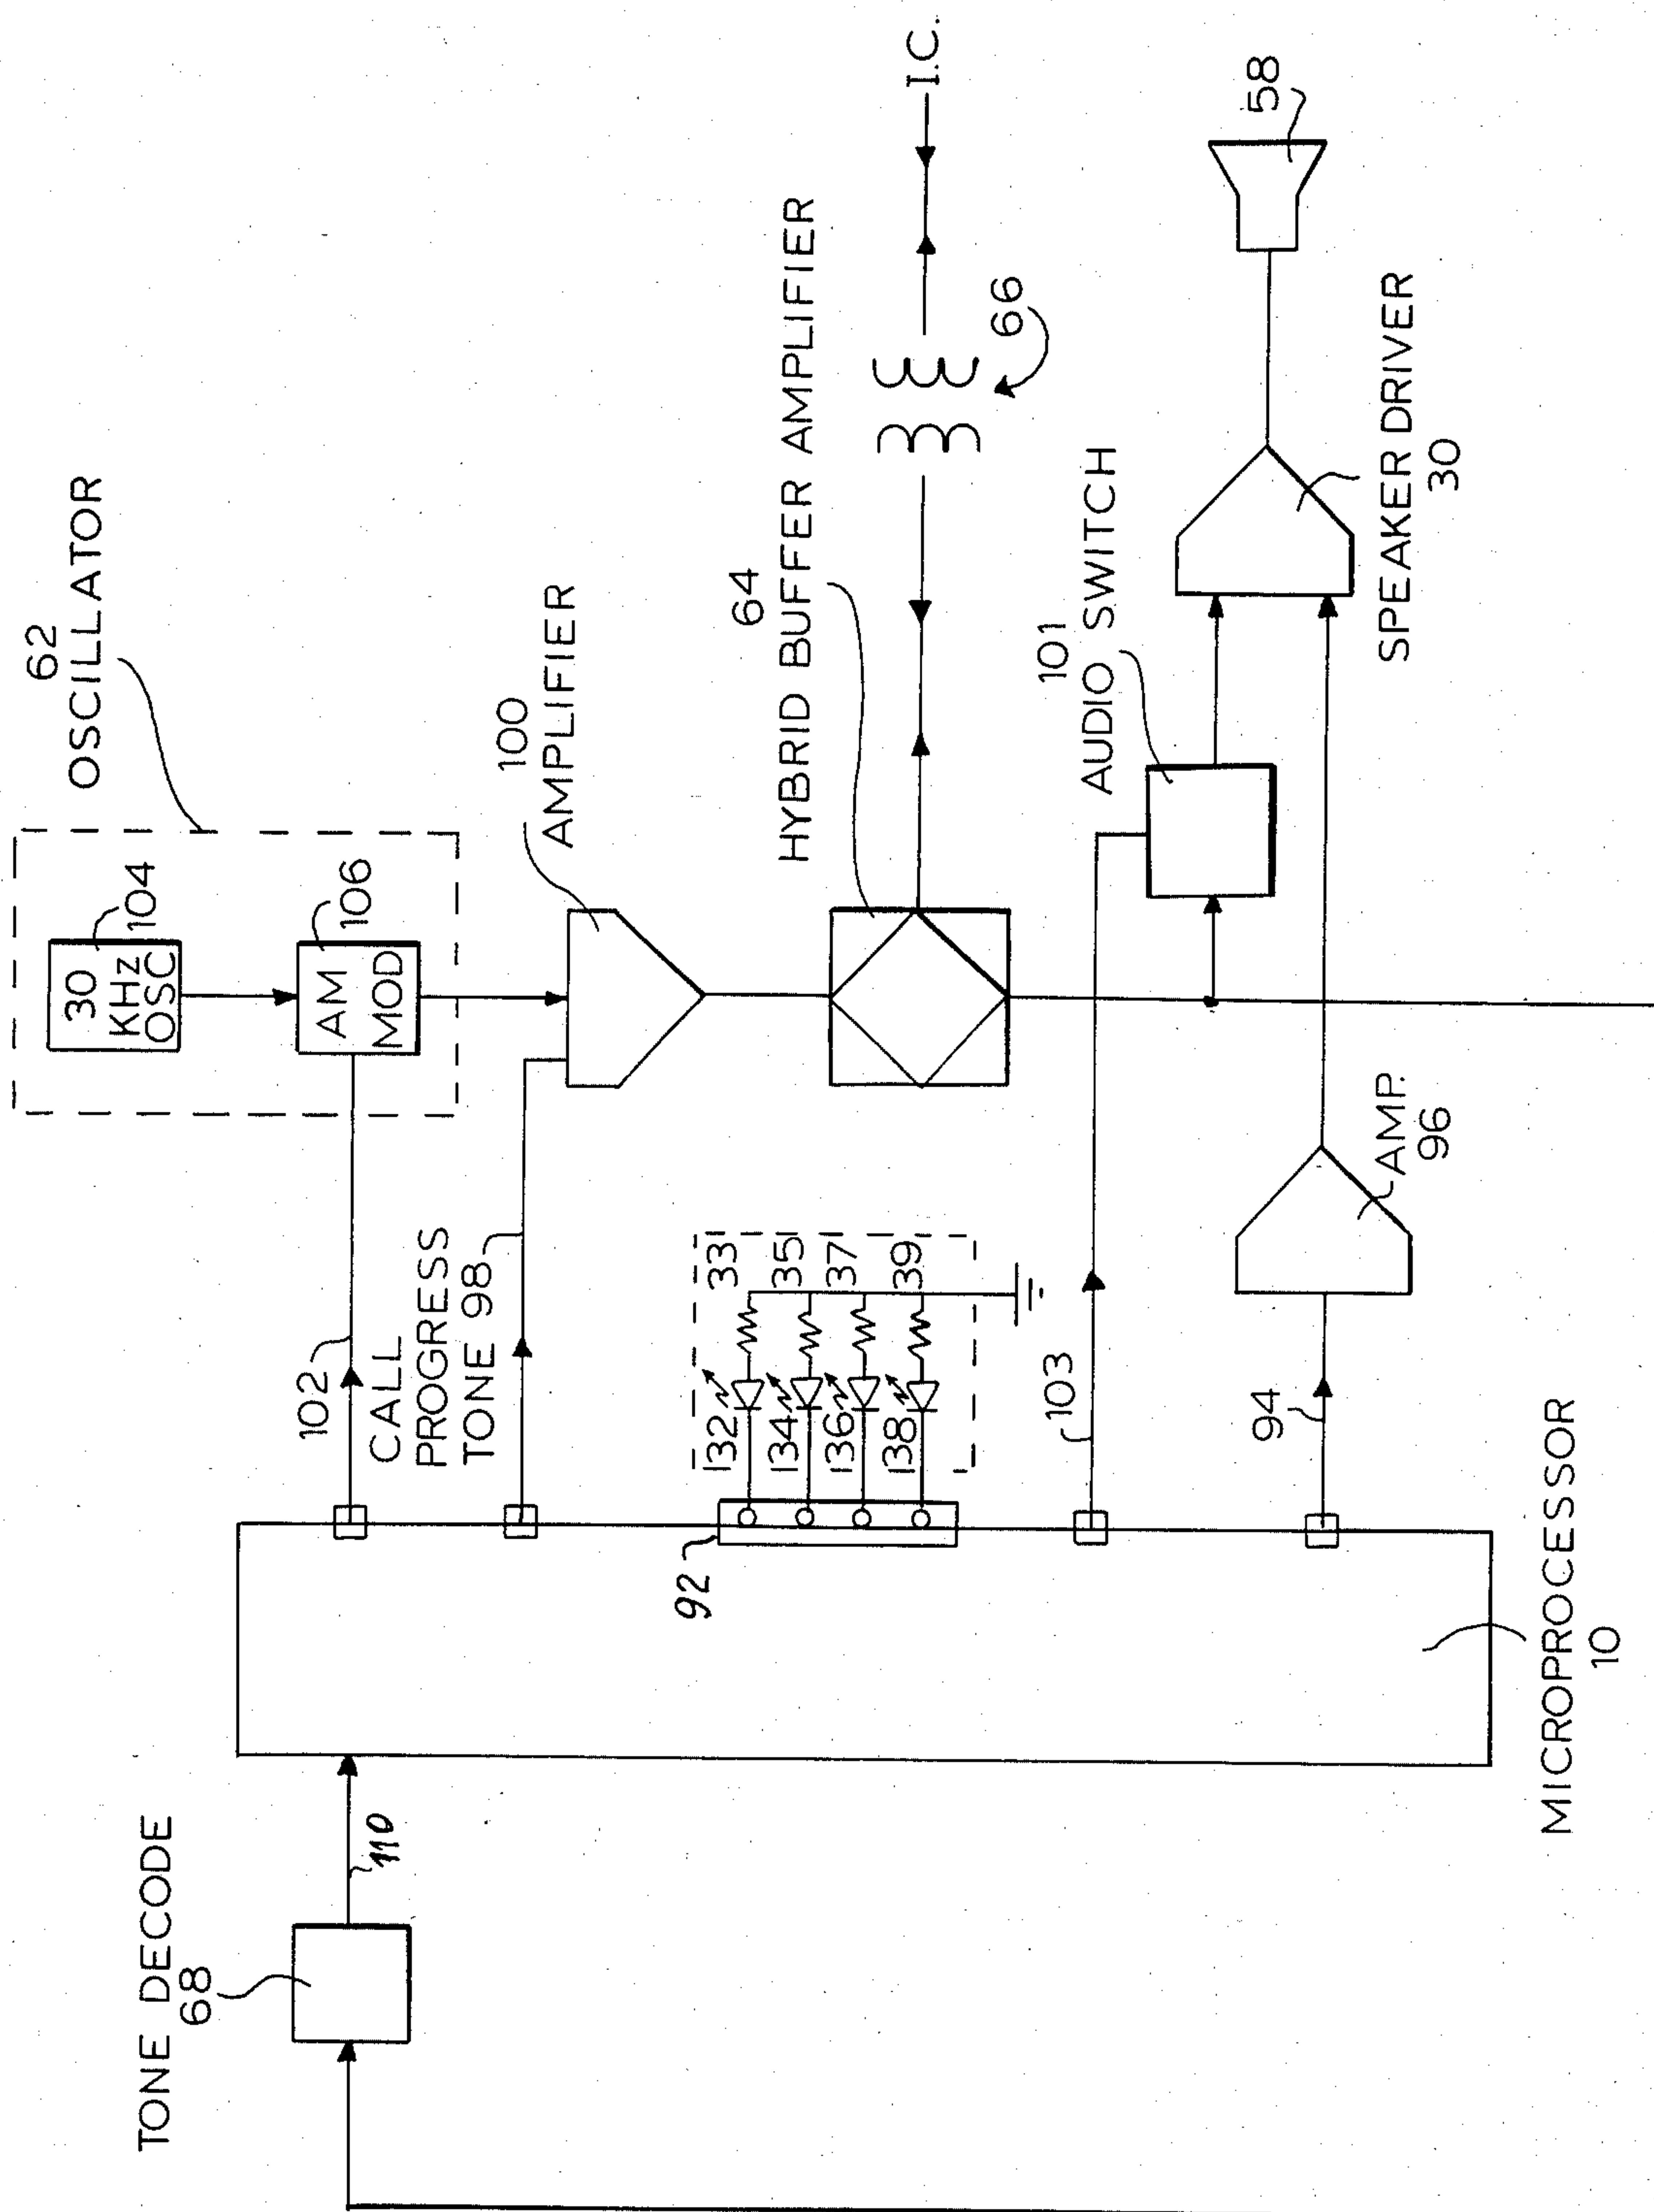 62
OSCILLATOR
30
KHz
OSC
104
TONE DECODE
68
110
102
AM
MOD
106
CALL
PROGRESS
TONE 98
100
AMPLIFIER
92
132
33
134
35
136
37
138
39
64
HYBRID BUFFER AMPLIFIER
I.C.
66
103
101
AUDIO SWITCH
58
94
AMP.
96
SPEAKER DRIVER
30
MICROPROCESSOR
10